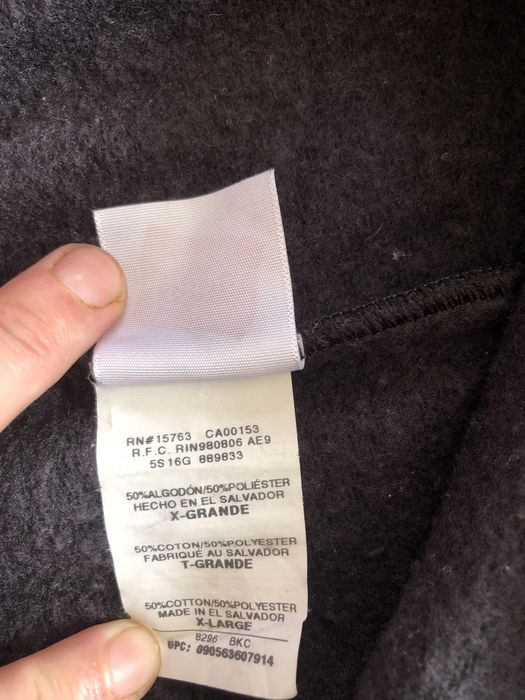 RN#15763 CA00153
R.F.C. RIN980806 AE9
5S16G 889833
50%ALGODÓN/50%POLIÉSTER
HECHO EN EL SALVADOR
X-GRANDE
50%COTON/50%POLYESTER
FABRIQUÉ AU SALVADOR
T-GRANDE
50%COTTON/50%POLYESTER
MADE IN EL SALVADOR
X-LARGE
8296 BKC
UPC: 090563607914